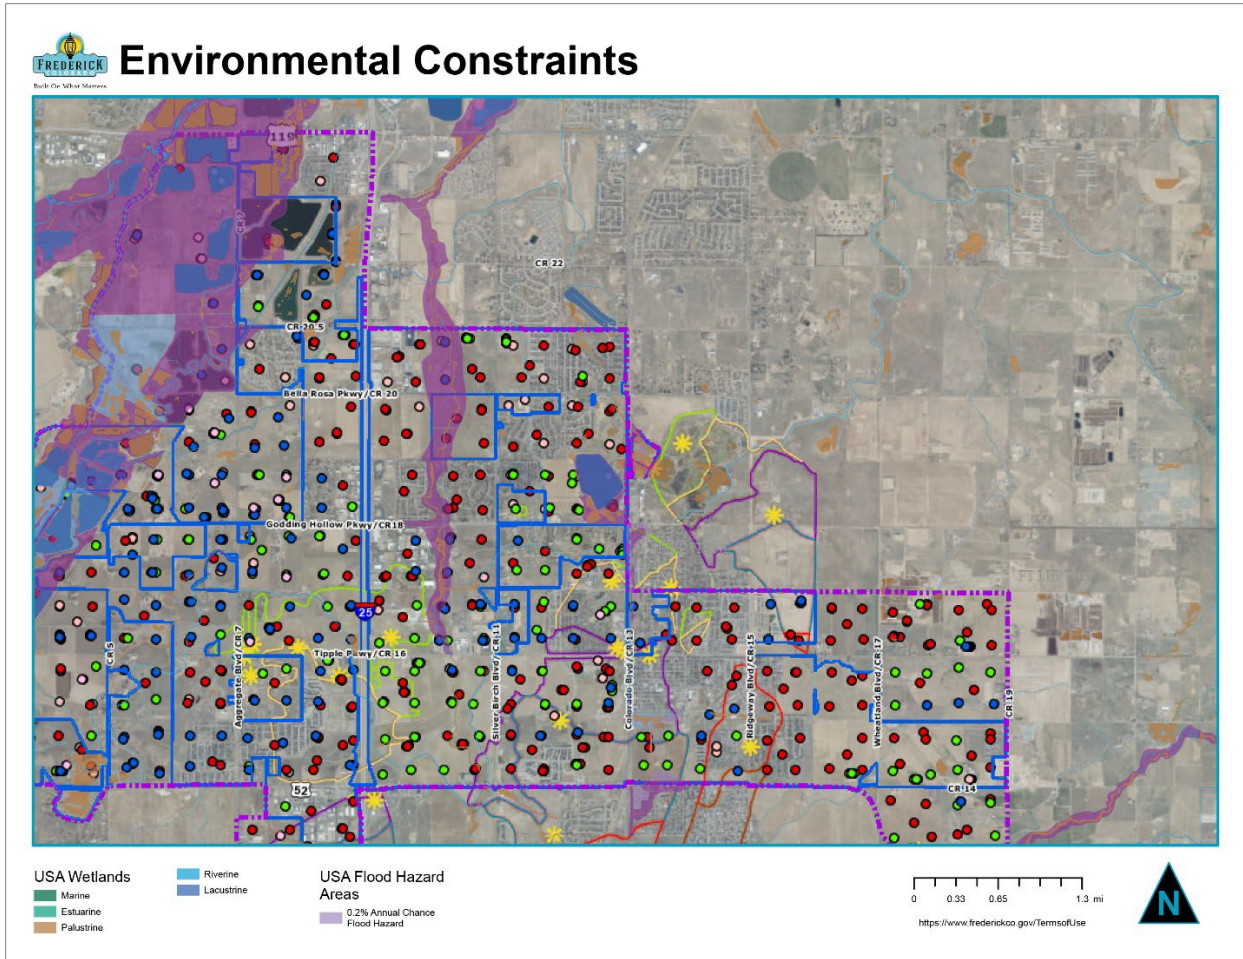 FREDERICK
COLORADO
Built On What Matters
Environmental Constraints
119
CR 7
CR 22
CR 20.5
Bella Rosa Pkwy/CR 20
Godding Hollow Pkwy/CR18
25
Tipple Pkwy/CR 16
CR 5
Aggregate Blvd/CR 7
Silver Birch Blvd/CR 11
Colorado Blvd/CR 13
Ridgeway Blvd/CR 15
Wheatland Blvd/CR 17
CR 19
52
CR 14
USA Wetlands
Marine
Estuarine
Palustrine
Riverine
Lacustrine
USA Flood Hazard
Areas
0.2% Annual Chance
Flood Hazard
0 0.33 0.65 1.3 mi
https://www.frederickco.gov/TermsofUse
N